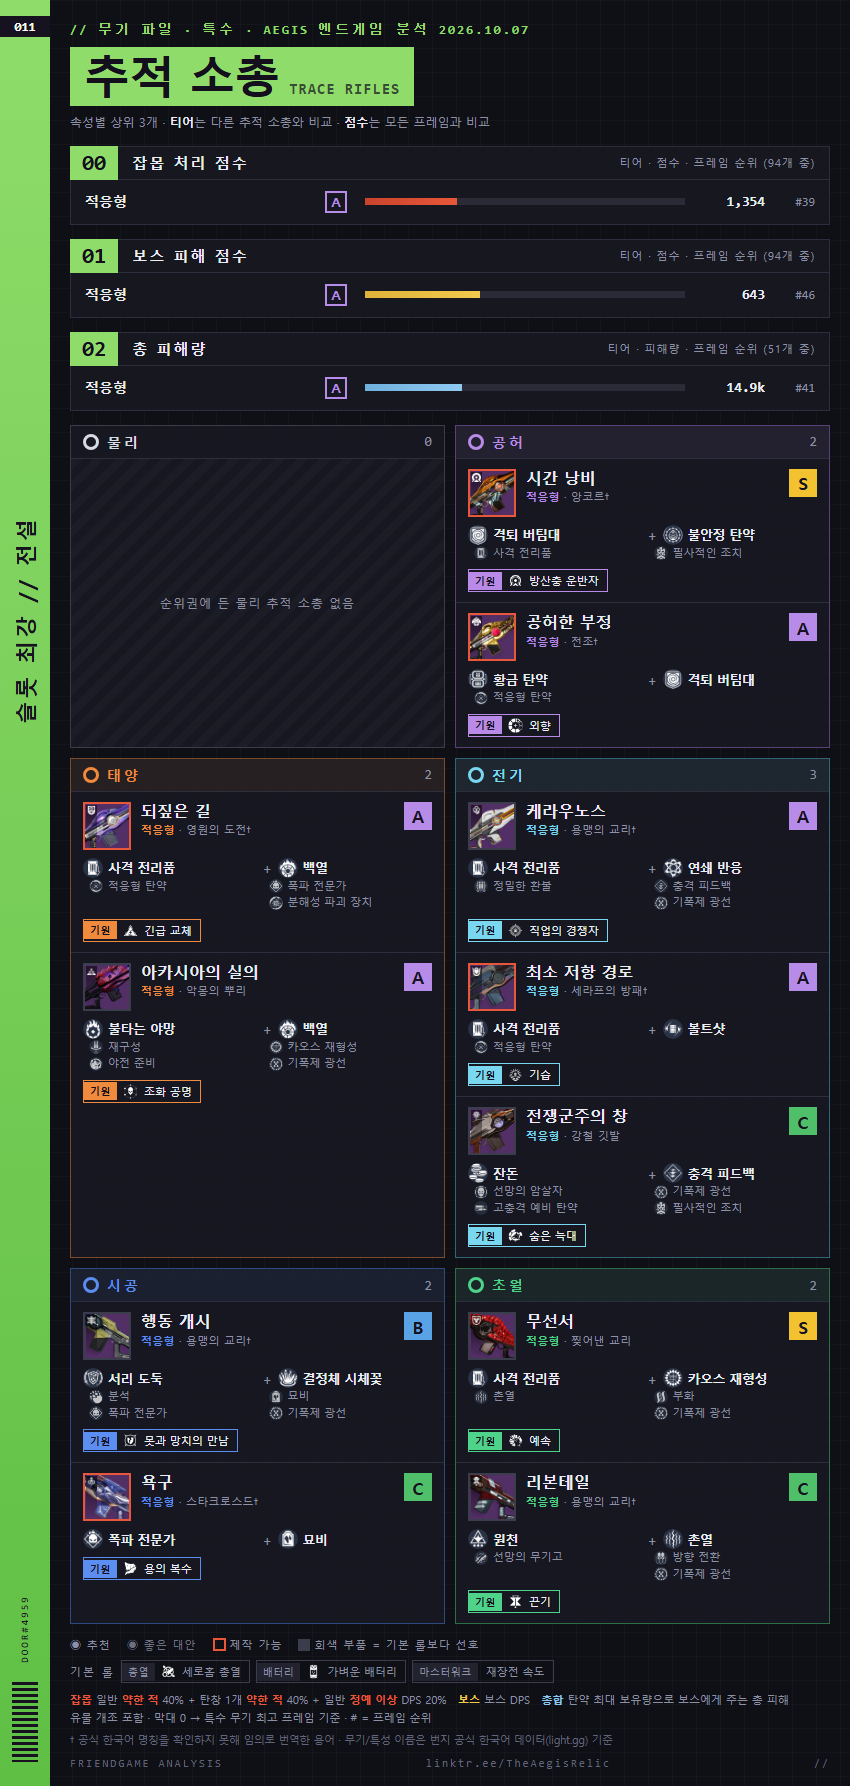 011
// 무기 파일 · 특수 · AEGIS 엔드게임 분석 2026.10.07
추적 소총 TRACE RIFLES
속성별 상위 3개 · 티어는 다른 추적 소총와 비교 · 점수는 모든 프레임과 비교
00 잡몹 처리 점수 티어 · 점수 · 프레임 순위 (94개 중)
적응형 A 1,354 #39
01 보스 피해 점수 티어 · 점수 · 프레임 순위 (94개 중)
적응형 A 643 #46
02 총 피해량 티어 · 피해량 · 프레임 순위 (51개 중)
적응형 A 14.9k #41
물리 0
순위권에 든 물리 추적 소총 없음
공허 2
시간 낭비 S
적응형 · 앙코르†
격퇴 버팀대 + 불안정 탄약
사격 전리품 필사적인 조치
기원 방산충 운반자
공허한 부정 A
적응형 · 전조†
황금 탄약 + 격퇴 버팀대
적응형 탄약
기원 외향
태양 2
되짚은 길 A
적응형 · 영원의 도전†
사격 전리품 + 백열
적응형 탄약 폭파 전문가
분해성 파괴 장치
기원 긴급 교체
아카시아의 실의 A
적응형 · 악몽의 뿌리
불타는 야망 + 백열
재구성 카오스 재형성
야전 준비 기폭제 광선
기원 조화 공명
전기 3
케라우노스 A
적응형 · 용맹의 교리†
사격 전리품 + 연쇄 반응
정밀한 환불 충격 피드백
기폭제 광선
기원 직업의 경쟁자
최소 저항 경로 A
적응형 · 세라프의 방패†
사격 전리품 + 볼트샷
적응형 탄약
기원 기습
전쟁군주의 창 C
적응형 · 강철 깃발
잔돈 + 충격 피드백
선망의 암살자 기폭제 광선
고충격 예비 탄약 필사적인 조치
기원 숨은 늑대
시공 2
행동 개시 B
적응형 · 용맹의 교리†
서리 도둑 + 결정체 시체꽃
분석 묘비
폭파 전문가 기폭제 광선
기원 못과 망치의 만남
욕구 C
적응형 · 스타크로스드†
폭파 전문가 + 묘비
기원 용의 복수
초월 2
무선서 S
적응형 · 찢어낸 교리
사격 전리품 + 카오스 재형성
촌열 부화
기폭제 광선
기원 예속
리본테일 C
적응형 · 용맹의 교리†
원천 + 촌열
선망의 무기고 방향 전환
기폭제 광선
기원 끈기
슬롯 최강 // 전설
DOOR#4959
추천 좋은 대안 제작 가능 회색 부품 = 기본 롤보다 선호
기본 롤 총열 세로홈 총열 배터리 가벼운 배터리 마스터워크 재장전 속도
잡몹 일반 약한 적 40% + 탄창 1개 약한 적 40% + 일반 정예 이상 DPS 20% 보스 보스 DPS 총합 탄약 최대 보유량으로 보스에게 주는 총 피해
유물 개조 포함 · 막대 0 → 특수 무기 최고 프레임 기준 · # = 프레임 순위
† 공식 한국어 명칭을 확인하지 못해 임의로 번역한 용어 · 무기/특성 이름은 번지 공식 한국어 데이터(light.gg) 기준
FRIENDGAME ANALYSIS linktr.ee/TheAegisRelic //